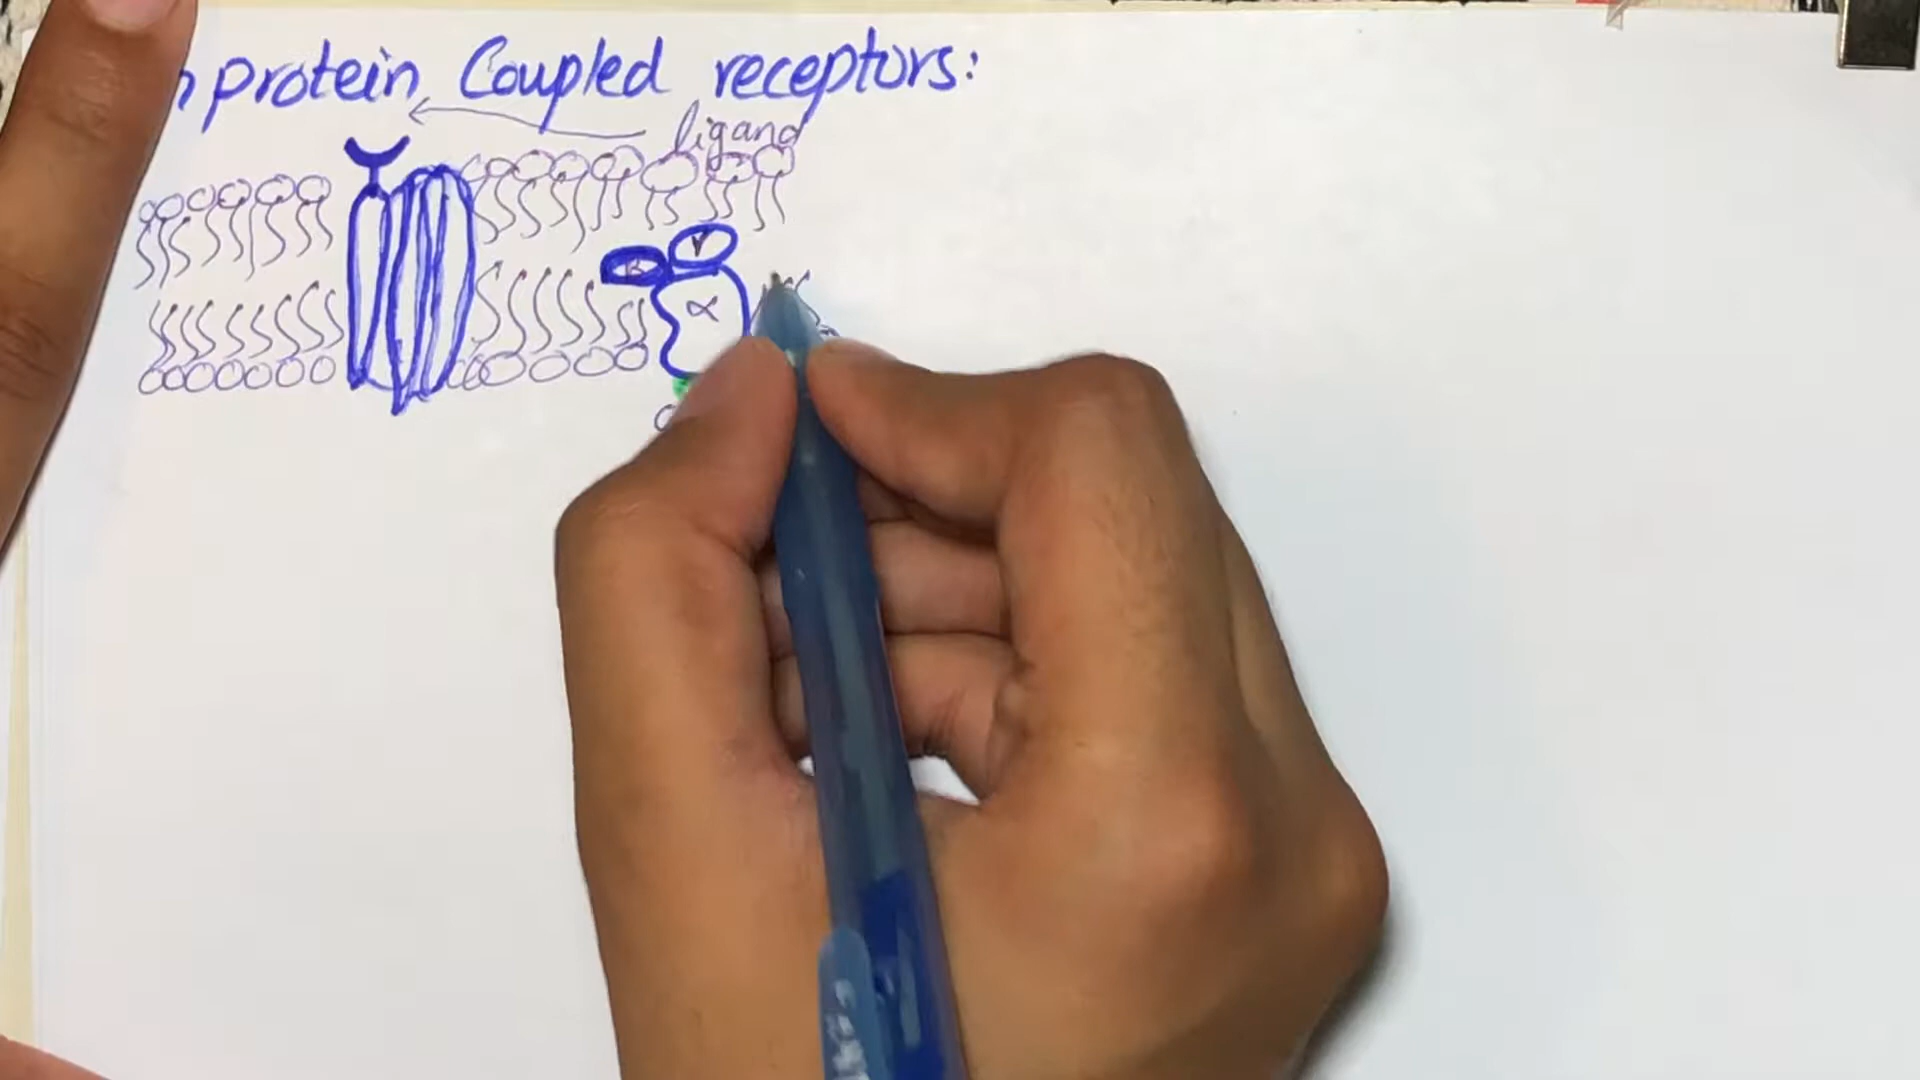 protein Coupled receptors:
ligand
γ
β
α